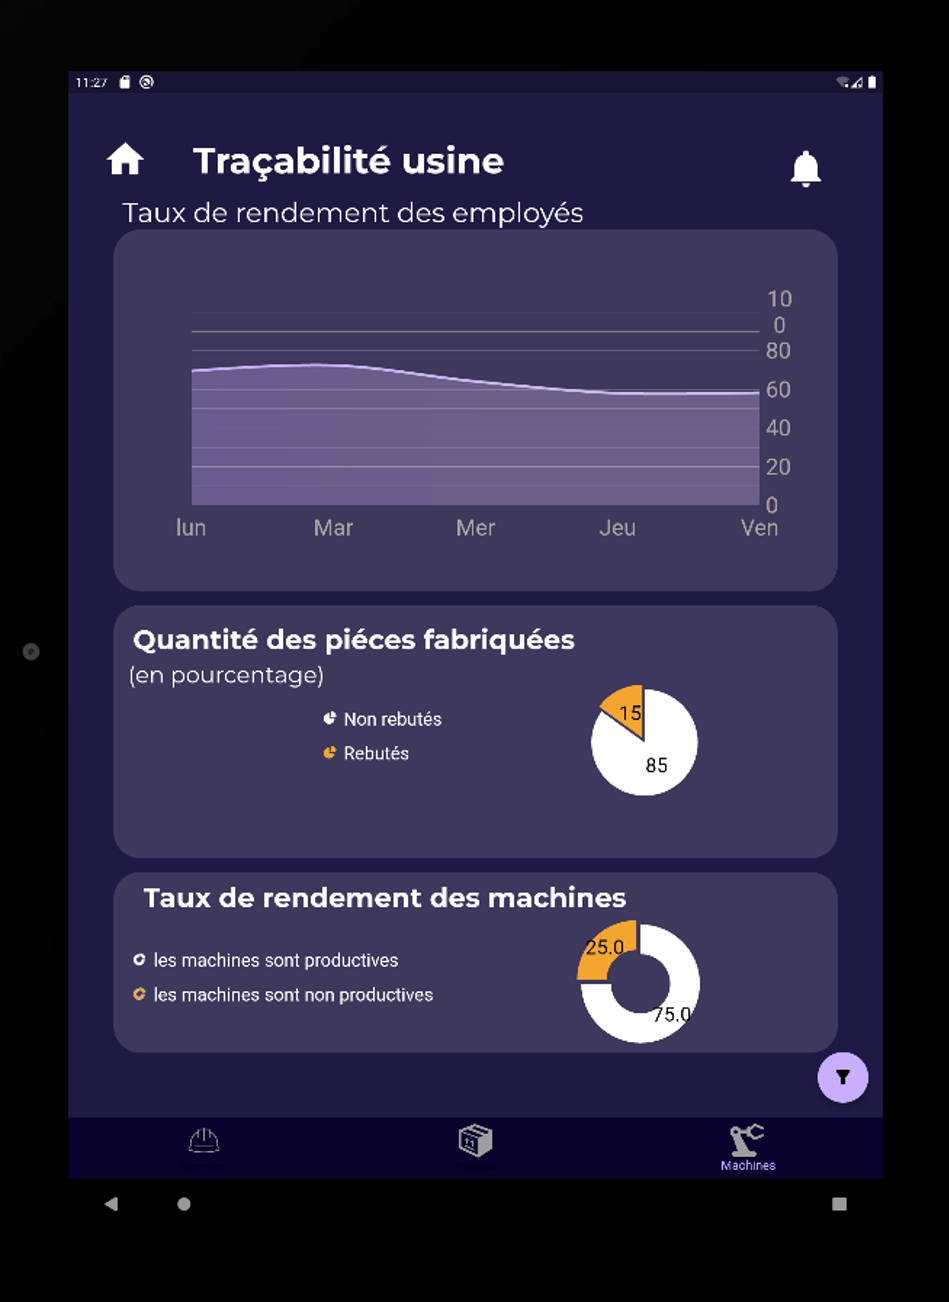 11:27
Traçabilité usine
Taux de rendement des employés
10
0
80
60
40
20
0
lun Mar Mer Jeu Ven
Quantité des piéces fabriquées
(en pourcentage)
Non rebutés
Rebutés
15
85
Taux de rendement des machines
les machines sont productives
les machines sont non productives
25.0
75.0
Machines